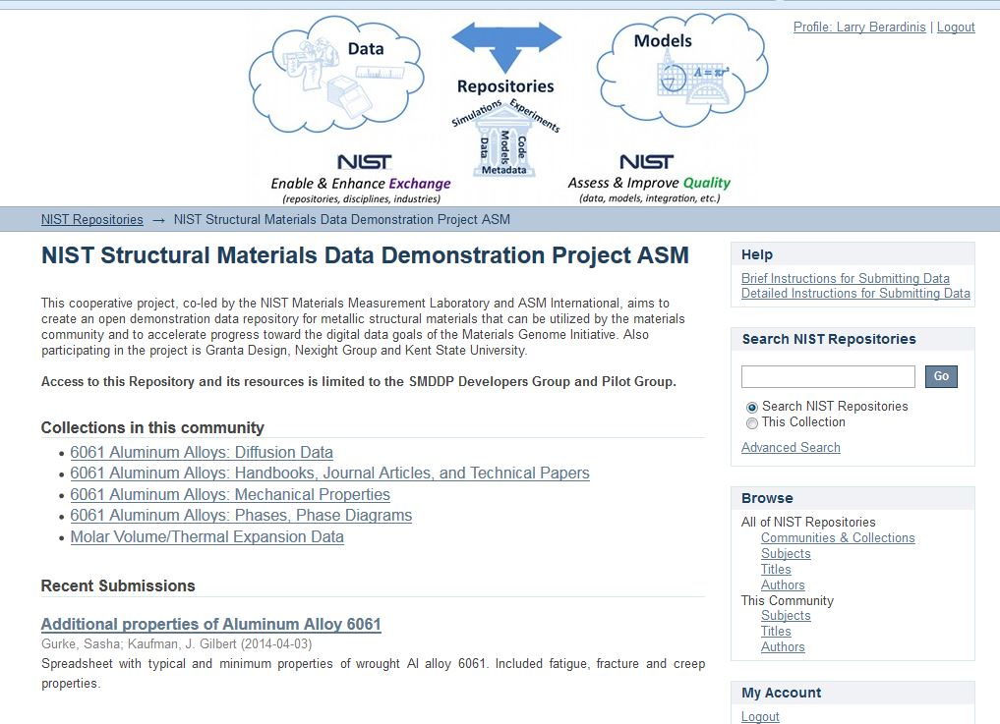 Profile: Larry Berardinis | Logout
Data
Repositories
Models
A = πr²
Simulations Experiments
Data
Models
Code
Metadata
NIST
Enable & Enhance Exchange
(repositories, disciplines, industries)
NIST
Assess & Improve Quality
(data, models, integration, etc.)
NIST Repositories → NIST Structural Materials Data Demonstration Project ASM
NIST Structural Materials Data Demonstration Project ASM
This cooperative project, co-led by the NIST Materials Measurement Laboratory and ASM International, aims to
create an open demonstration data repository for metallic structural materials that can be utilized by the materials
community and to accelerate progress toward the digital data goals of the Materials Genome Initiative. Also
participating in the project is Granta Design, Nexight Group and Kent State University.
Access to this Repository and its resources is limited to the SMDDP Developers Group and Pilot Group.
Collections in this community
• 6061 Aluminum Alloys: Diffusion Data
• 6061 Aluminum Alloys: Handbooks, Journal Articles, and Technical Papers
• 6061 Aluminum Alloys: Mechanical Properties
• 6061 Aluminum Alloys: Phases, Phase Diagrams
• Molar Volume/Thermal Expansion Data
Recent Submissions
Additional properties of Aluminum Alloy 6061
Gurke, Sasha; Kaufman, J. Gilbert (2014-04-03)
Spreadsheet with typical and minimum properties of wrought Al alloy 6061. Included fatigue, fracture and creep
properties.
Help
Brief Instructions for Submitting Data
Detailed Instructions for Submitting Data
Search NIST Repositories
Go
Search NIST Repositories
This Collection
Advanced Search
Browse
All of NIST Repositories
Communities & Collections
Subjects
Titles
Authors
This Community
Subjects
Titles
Authors
My Account
Logout